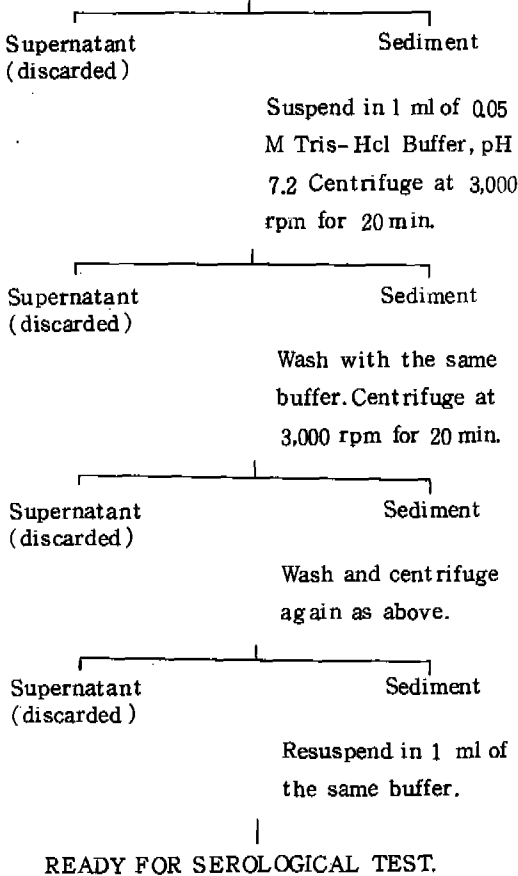 Supernatant Sediment
(discarded)
Suspend in 1 ml of 0.05
M Tris-Hcl Buffer, pH
7.2 Centrifuge at 3,000
rpm for 20 min.
Supernatant Sediment
(discarded)
Wash with the same
buffer. Centrifuge at
3,000 rpm for 20 min.
Supernatant Sediment
(discarded)
Wash and centrifuge
again as above.
Supernatant Sediment
(discarded)
Resuspend in 1 ml of
the same buffer.
READY FOR SEROLOGICAL TEST.